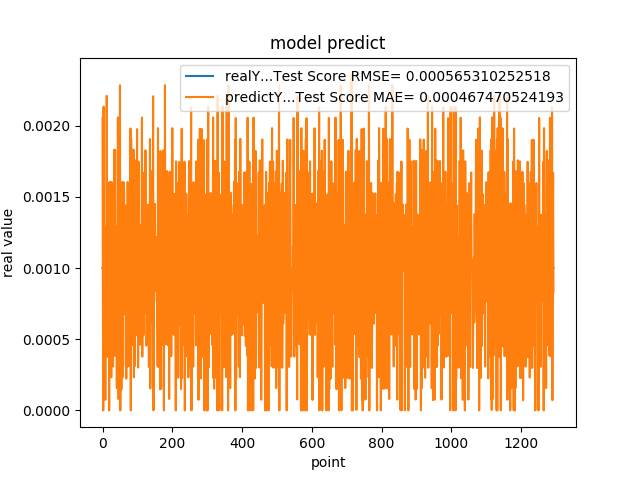 model predict
realY...Test Score RMSE= 0.000565310252518
predictY...Test Score MAE= 0.000467470524193
0.0020
0.0015
0.0010
0.0005
0.0000
real value
0 200 400 600 800 1000 1200
point